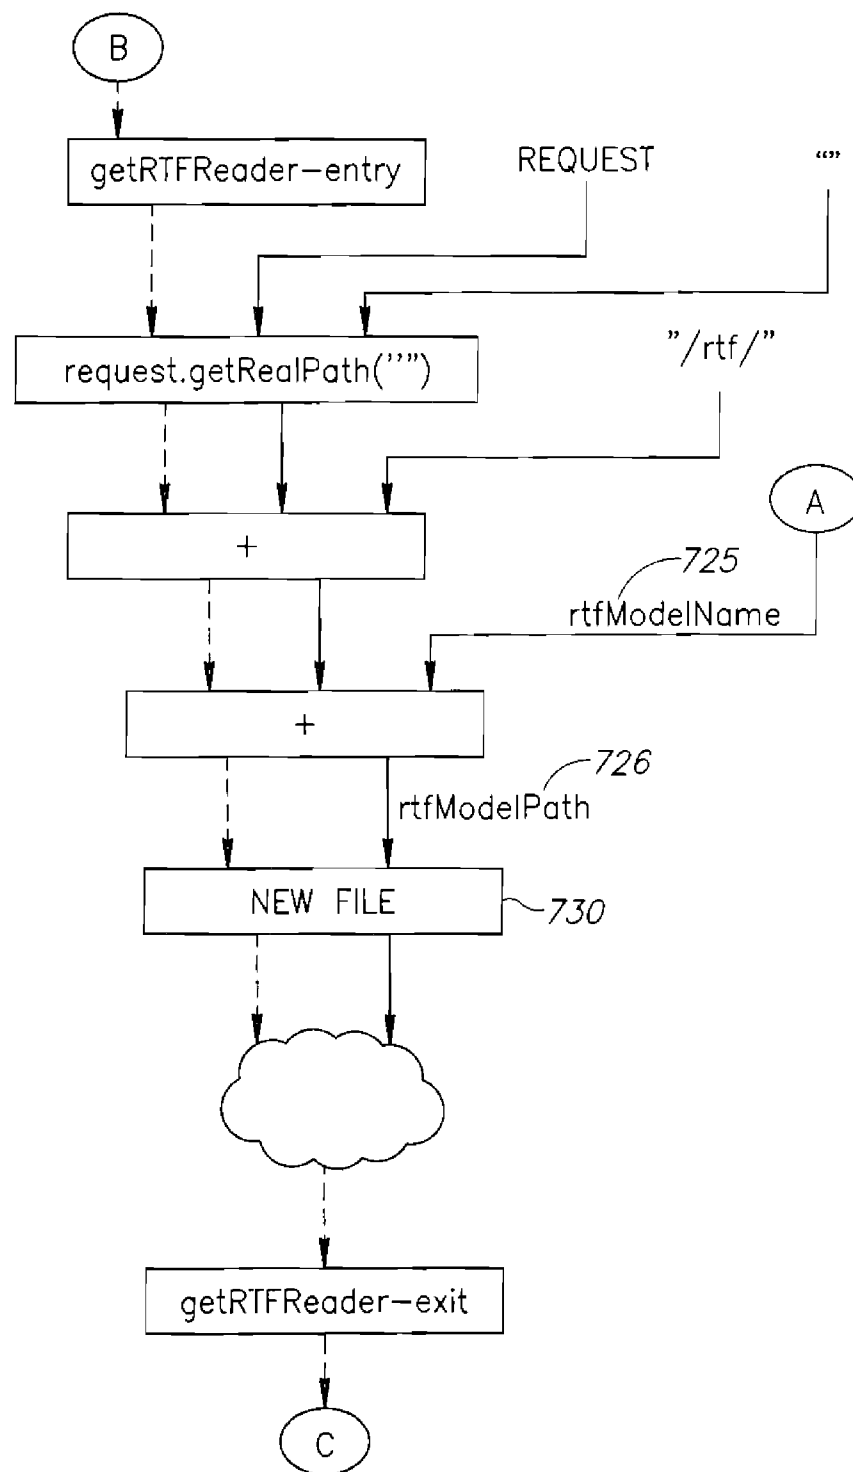 B
getRTFReader-entry
REQUEST
“”
request.getRealPath(''''')
"/rtf/"
+
A
725
rtfModelName
+
726
rtfModelPath
NEW FILE
730
getRTFReader-exit
C